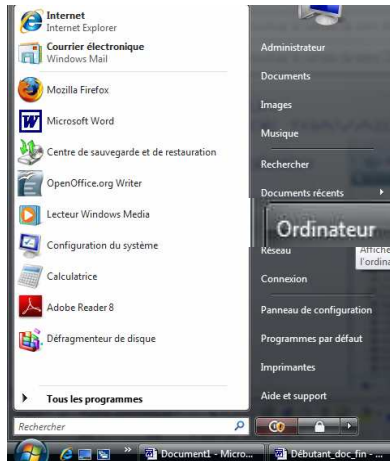 Internet
Internet Explorer
Courrier électronique
Windows Mail
Mozilla Firefox
Microsoft Word
Centre de sauvegarde et de restauration
OpenOffice.org Writer
Lecteur Windows Media
Configuration du système
Calculatrice
Adobe Reader 8
Défragmenteur de disque
Tous les programmes
Rechercher
Administrateur
Documents
Images
Musique
Rechercher
Documents récents
Ordinateur
Réseau
Affiche
l'ordina
Connexion
Panneau de configuration
Programmes par défaut
Imprimantes
Aide et support
Document1 - Micro...
Débutant_doc_fin - ...